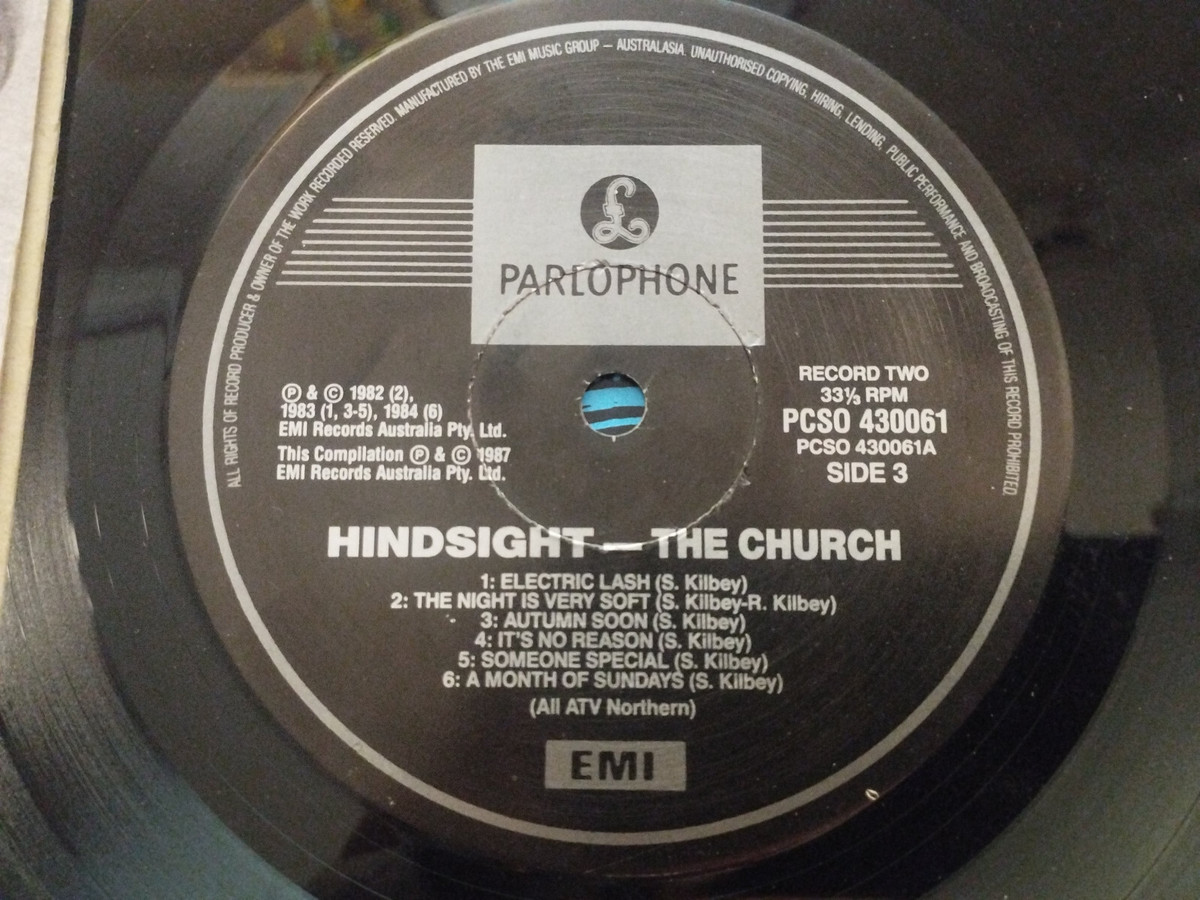 ALL RIGHTS OF RECORD PRODUCER & OWNER OF THE WORK RECORDED RESERVED. MANUFACTURED BY THE EMI MUSIC GROUP – AUSTRALASIA. UNAUTHORISED COPYING, HIRING, LENDING, PUBLIC PERFORMANCE AND BROADCASTING OF THIS RECORD PROHIBITED.
£
PARLOPHONE
℗ & © 1982 (2),
1983 (1, 3-5), 1984 (6)
EMI Records Australia Pty. Ltd.
This Compilation ℗ & © 1987
EMI Records Australia Pty. Ltd.
RECORD TWO
33⅓ RPM
PCSO 430061
PCSO 430061A
SIDE 3
HINDSIGHT – THE CHURCH
1: ELECTRIC LASH (S. Kilbey)
2: THE NIGHT IS VERY SOFT (S. Kilbey-R. Kilbey)
3: AUTUMN SOON (S. Kilbey)
4: IT'S NO REASON (S. Kilbey)
5: SOMEONE SPECIAL (S. Kilbey)
6: A MONTH OF SUNDAYS (S. Kilbey)
(All ATV Northern)
EMI